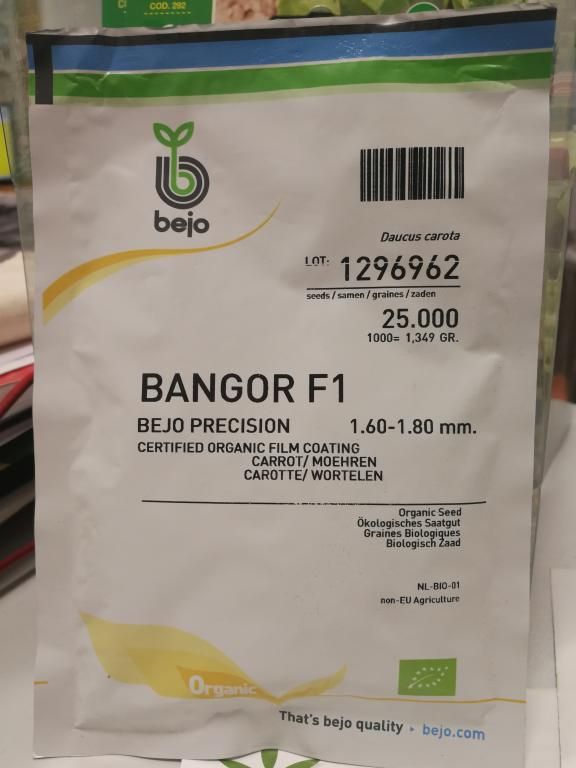 COD. 292
bejo
Daucus carota
LOT: 1296962
seeds / samen / graines / zaden
25.000
1000= 1,349 GR.
BANGOR F1
BEJO PRECISION 1.60-1.80 mm.
CERTIFIED ORGANIC FILM COATING
CARROT/ MOEHREN
CAROTTE/ WORTELEN
Organic Seed
Ökologisches Saatgut
Graines Biologiques
Biologisch Zaad
NL-BIO-01
non-EU Agriculture
Organic
That's bejo quality ▸ bejo.com